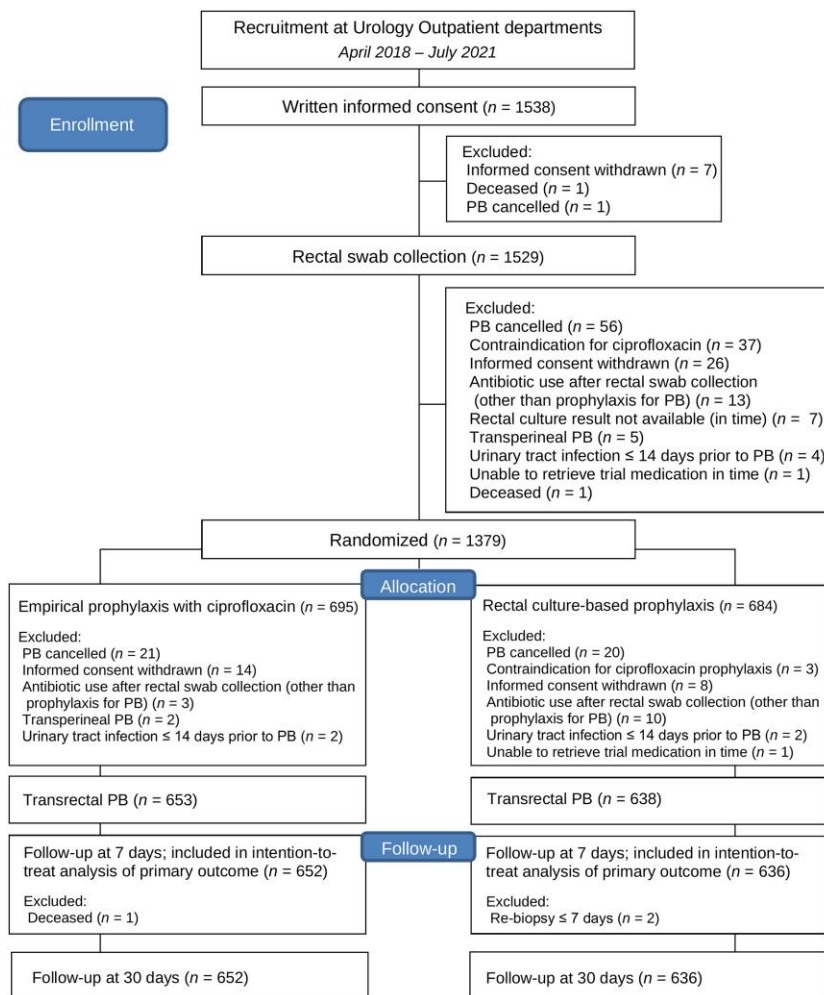 Recruitment at Urology Outpatient departments
April 2018 – July 2021
Enrollment
Written informed consent (n = 1538)
Excluded:
Informed consent withdrawn (n = 7)
Deceased (n = 1)
PB cancelled (n = 1)
Rectal swab collection (n = 1529)
Excluded:
PB cancelled (n = 56)
Contraindication for ciprofloxacin (n = 37)
Informed consent withdrawn (n = 26)
Antibiotic use after rectal swab collection
(other than prophylaxis for PB) (n = 13)
Rectal culture result not available (in time) (n = 7)
Transperineal PB (n = 5)
Urinary tract infection ≤ 14 days prior to PB (n = 4)
Unable to retrieve trial medication in time (n = 1)
Deceased (n = 1)
Randomized (n = 1379)
Allocation
Empirical prophylaxis with ciprofloxacin (n = 695)
Excluded:
PB cancelled (n = 21)
Informed consent withdrawn (n = 14)
Antibiotic use after rectal swab collection (other than
prophylaxis for PB) (n = 3)
Transperineal PB (n = 2)
Urinary tract infection ≤ 14 days prior to PB (n = 2)
Rectal culture-based prophylaxis (n = 684)
Excluded:
PB cancelled (n = 20)
Contraindication for ciprofloxacin prophylaxis (n = 3)
Informed consent withdrawn (n = 8)
Antibiotic use after rectal swab collection (other than
prophylaxis for PB) (n = 10)
Urinary tract infection ≤ 14 days prior to PB (n = 2)
Unable to retrieve trial medication in time (n = 1)
Transrectal PB (n = 653)
Transrectal PB (n = 638)
Follow-up
Follow-up at 7 days; included in intention-to-
treat analysis of primary outcome (n = 652)
Excluded:
Deceased (n = 1)
Follow-up at 7 days; included in intention-to-
treat analysis of primary outcome (n = 636)
Excluded:
Re-biopsy ≤ 7 days (n = 2)
Follow-up at 30 days (n = 652)
Follow-up at 30 days (n = 636)